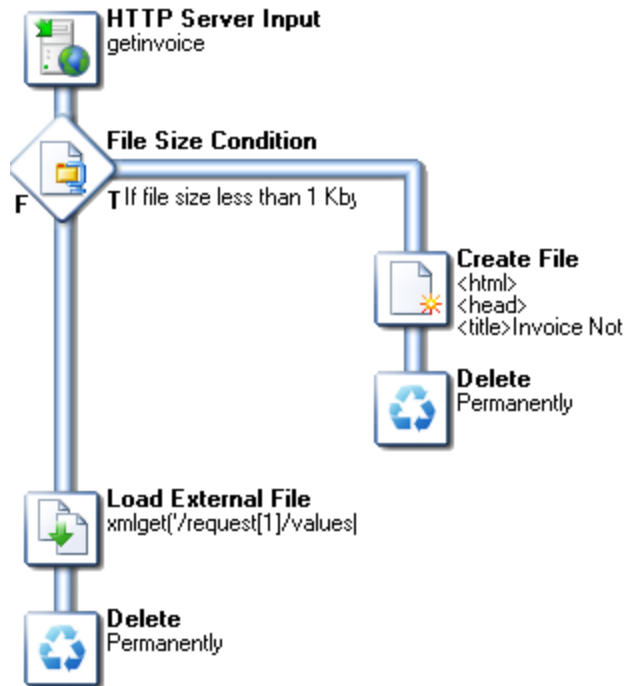 HTTP Server Input
getinvoice
File Size Condition
F
T If file size less than 1 Kby
Create File
<html>
<head>
<title>Invoice Not
Delete
Permanently
Load External File
xmlget('/request[1]/values[
Delete
Permanently